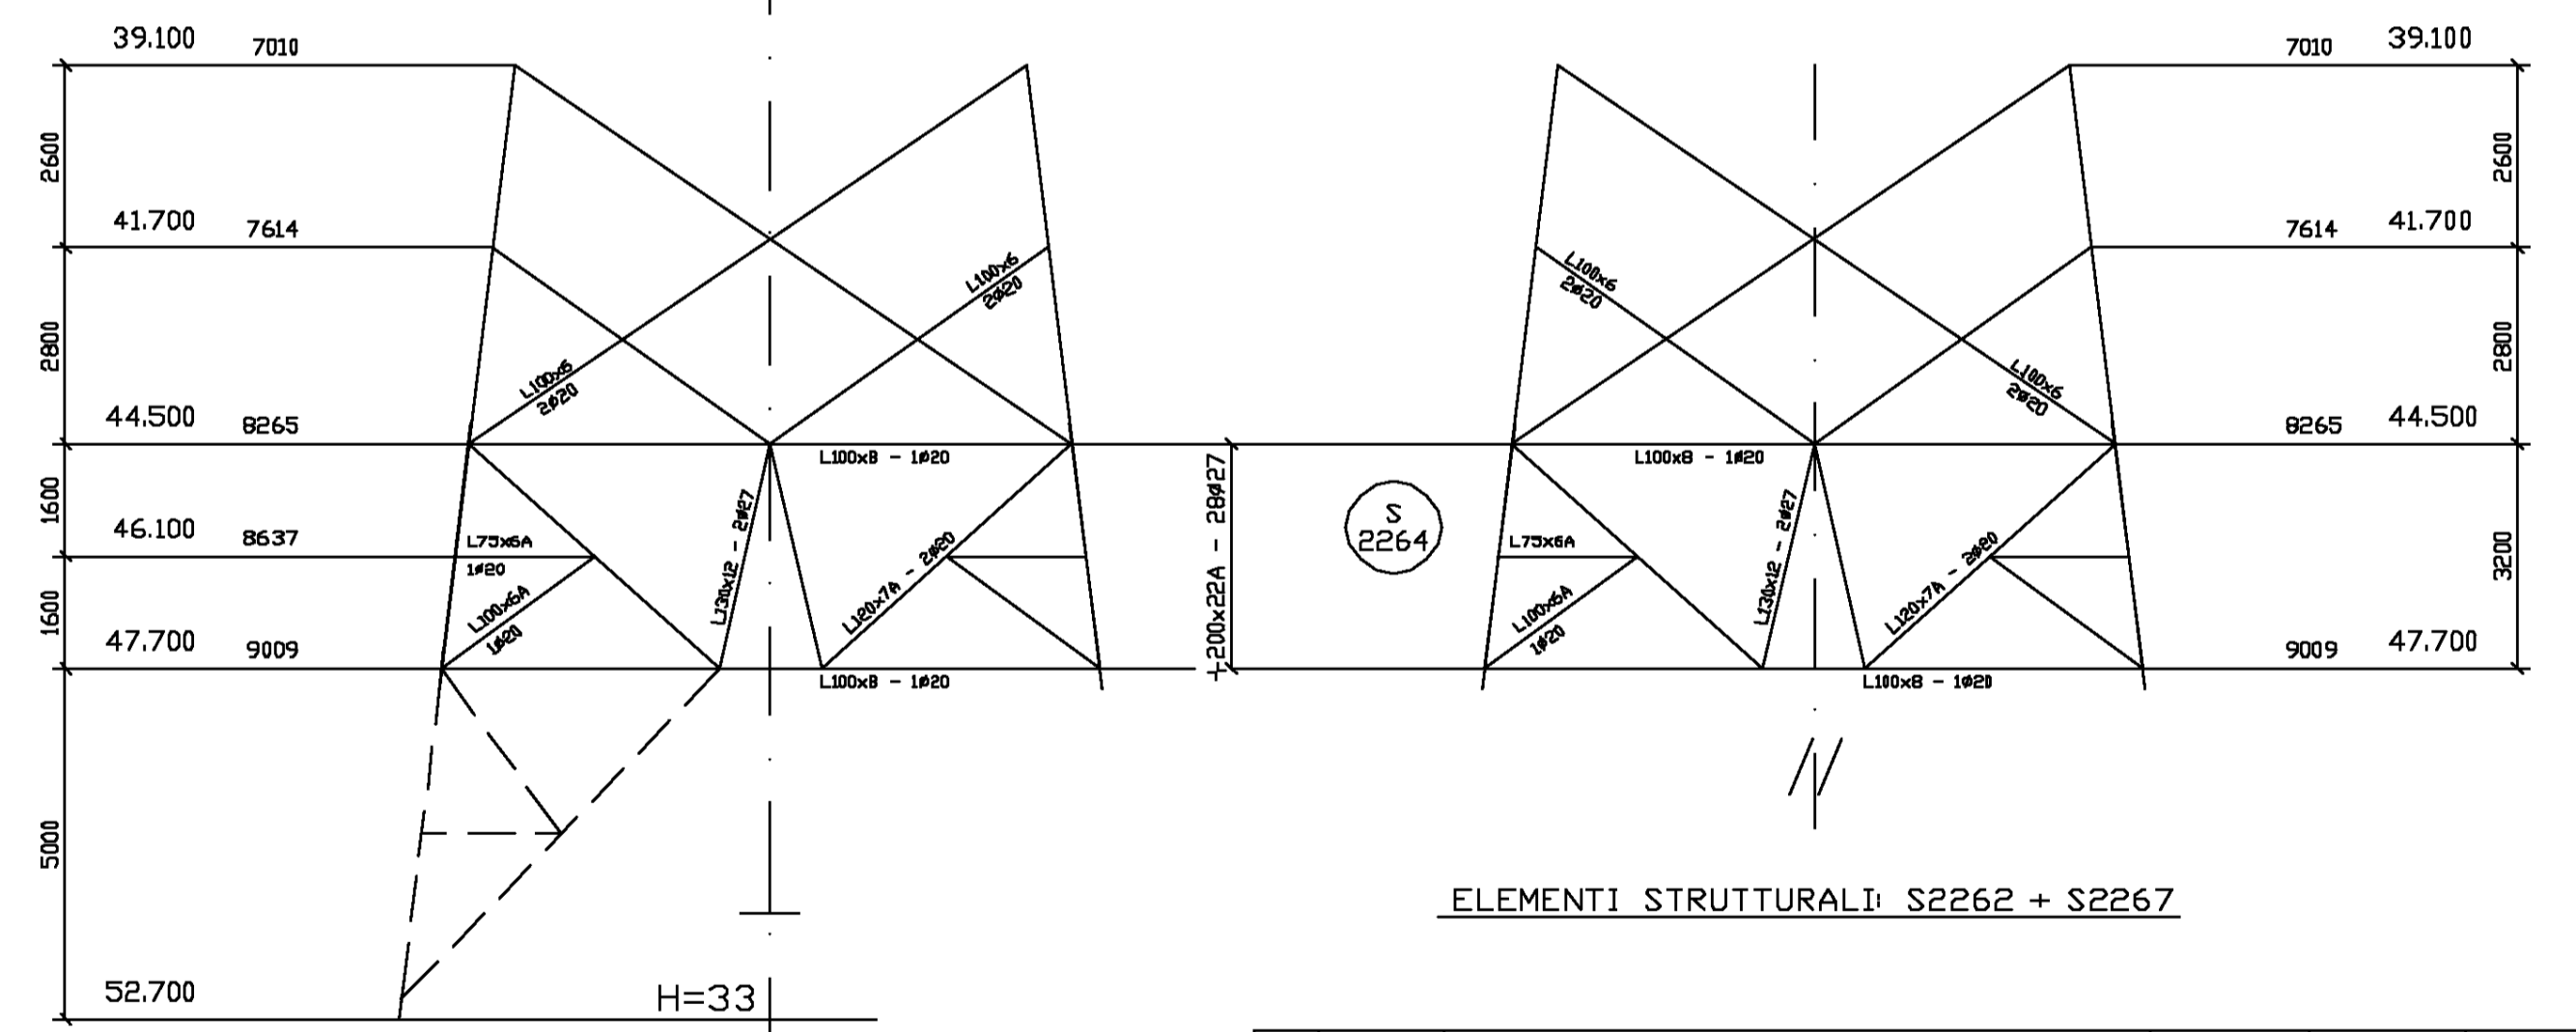 39.100 7010
7010 39.100
2600
2600
41.700 7614
7614 41.700
L100x6
2ø20
L100x6
2ø20
2800
2800
L100x6
2ø20
L100x6
2ø20
44.500 8265
8265 44.500
L100x8 - 1ø20
L100x8 - 1ø20
1600
46.100 8637
L75x6A
1ø20
L130x12 - 2ø27
L120x7A - 2ø20
+200x22A - 28ø27
S
2264
L75x6A
L130x12 - 2ø27
L120x7A - 2ø20
3200
1600
L100x6A
1ø20
L100x6A
1ø20
47.700 9009
9009 47.700
L100x8 - 1ø20
L100x8 - 1ø20
5000
ELEMENTI STRUTTURALI: S2262 + S2267
52.700
H=33